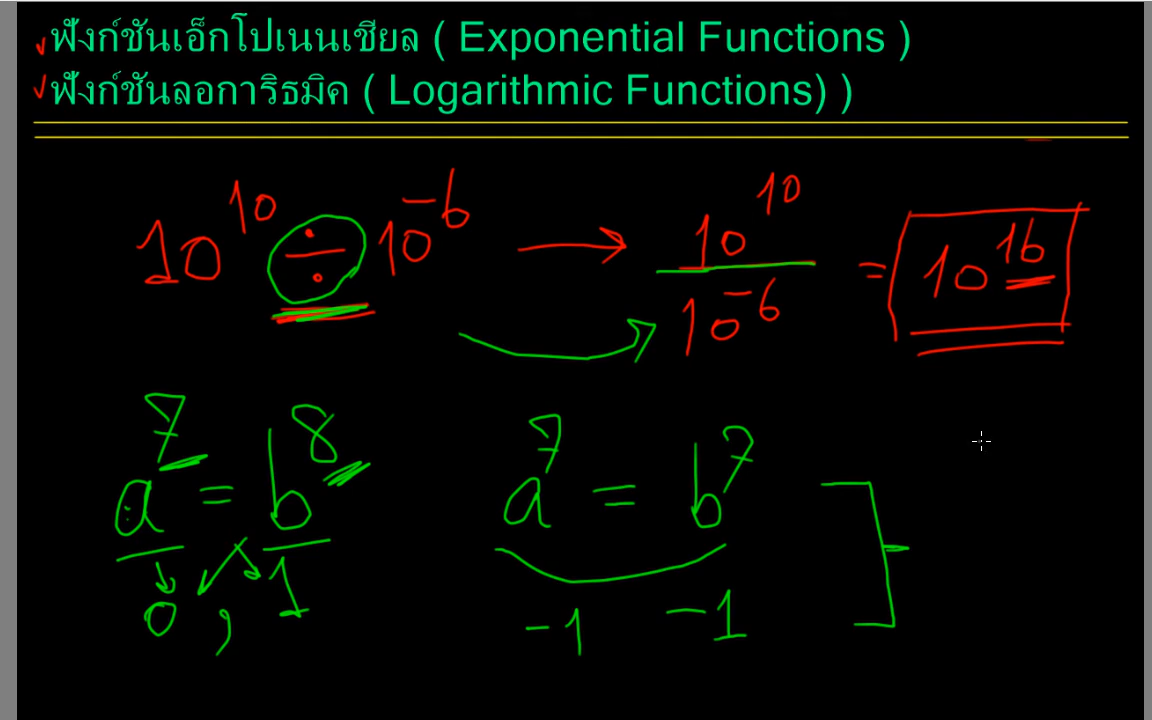 ฟังก์ชันเอ็กโปเนนเชียล ( Exponential Functions )
ฟังก์ชันลอการิธมิค ( Logarithmic Functions) )
10^10 ÷ 10^-6 → 10^10 / 10^-6 = 10^16
a^7 = b^8 a^7 = b^7
0 , 1 -1 -1